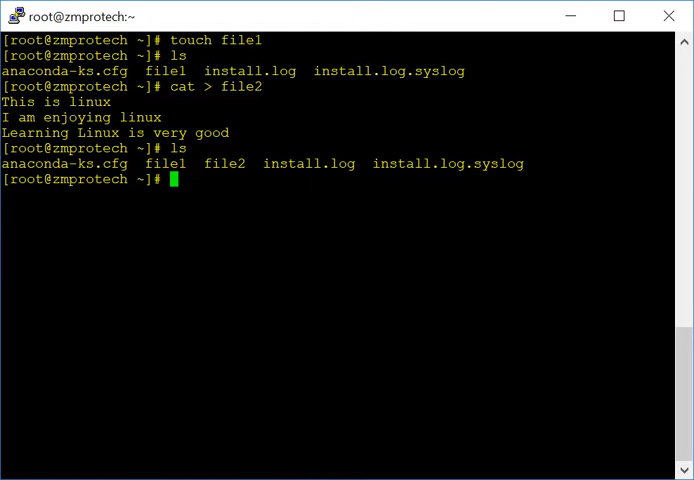 root@zmprotech:~
[root@zmprotech ~]# touch file1
[root@zmprotech ~]# ls
anaconda-ks.cfg  file1  install.log  install.log.syslog
[root@zmprotech ~]# cat > file2
This is linux
I am enjoying linux
Learning Linux is very good
[root@zmprotech ~]# ls
anaconda-ks.cfg  file1  file2  install.log  install.log.syslog
[root@zmprotech ~]#